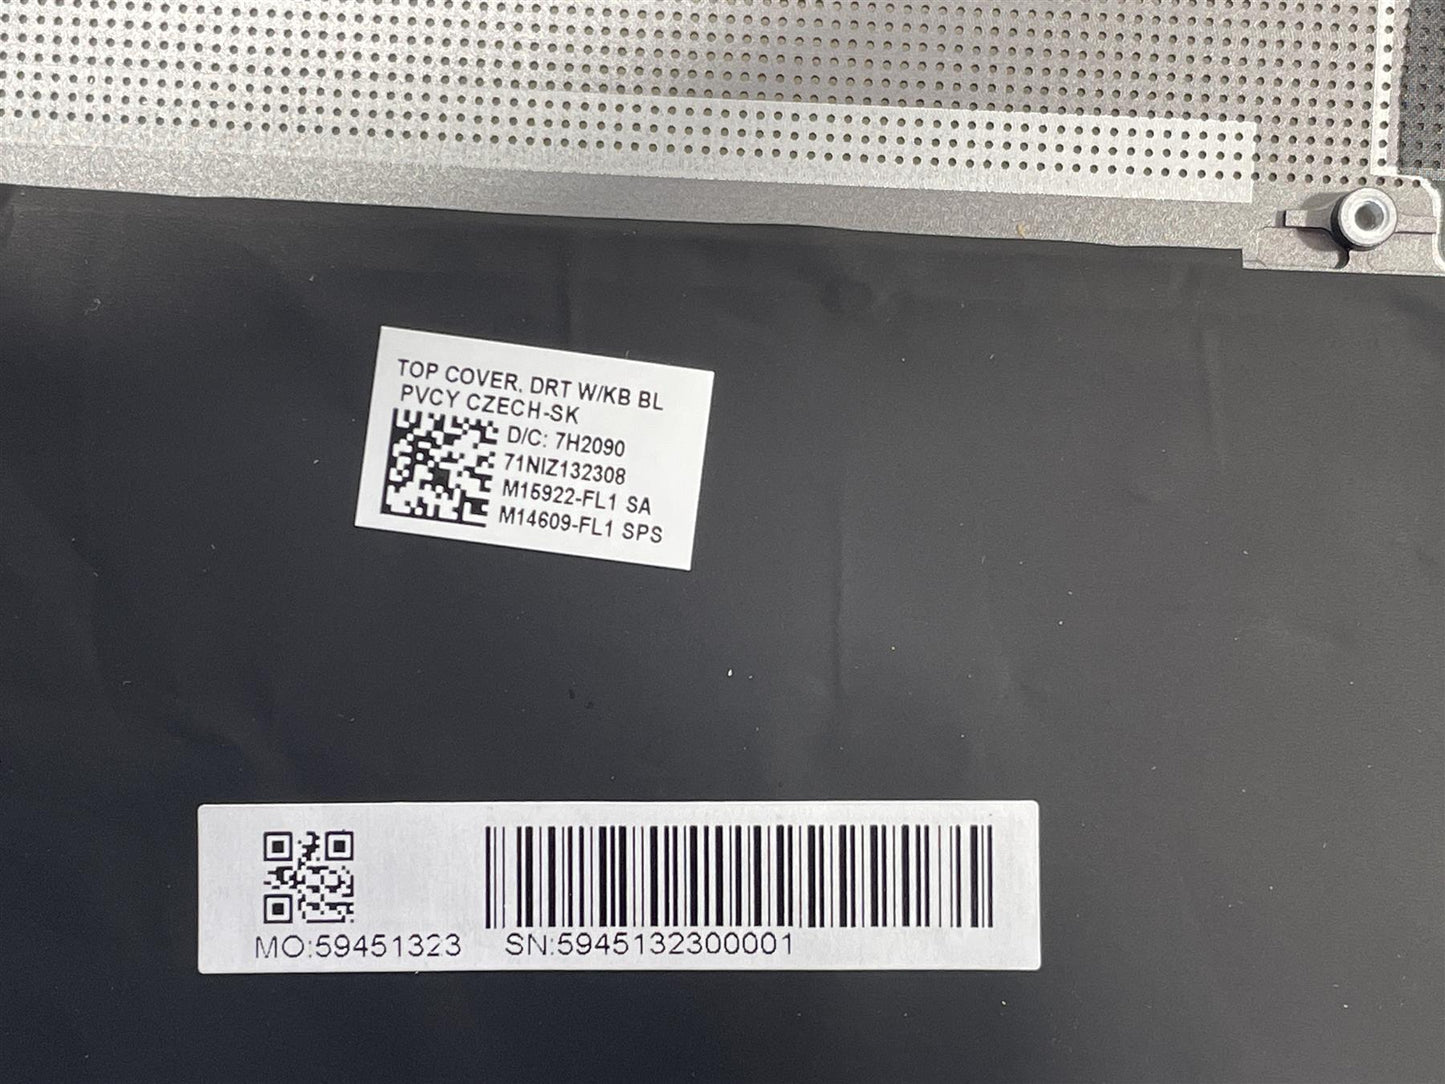 TOP COVER. DRT W/KB BL
PVCY CZECH-SK
D/C: 7H2090
71NIZ132308
M15922-FL1 SA
M14609-FL1 SPS
MO:59451323 SN:5945132300001